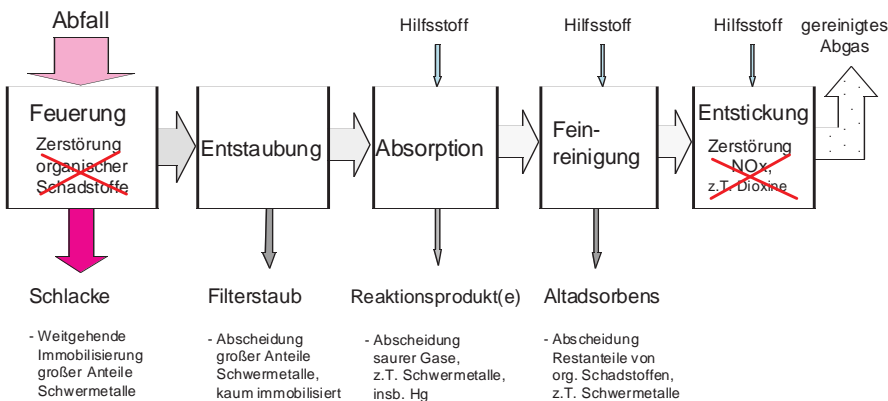 Abfall
Hilfsstoff
Hilfsstoff
Hilfsstoff
gereinigtes
Abgas
Feuerung
Zerstörung
organischer
Schadstoffe
Entstaubung
Absorption
Fein-
reinigung
Entstickung
Zerstörung
NOx,
z.T. Dioxine
Schlacke
- Weitgehende
Immobilisierung
großer Anteile
Schwermetalle
Filterstaub
- Abscheidung
großer Anteile
Schwermetalle,
kaum immobilisiert
Reaktionsprodukt(e)
- Abscheidung
saurer Gase,
z.T. Schwermetalle,
insb. Hg
Altadsorbens
- Abscheidung
Restanteile von
org. Schadstoffen,
z.T. Schwermetalle